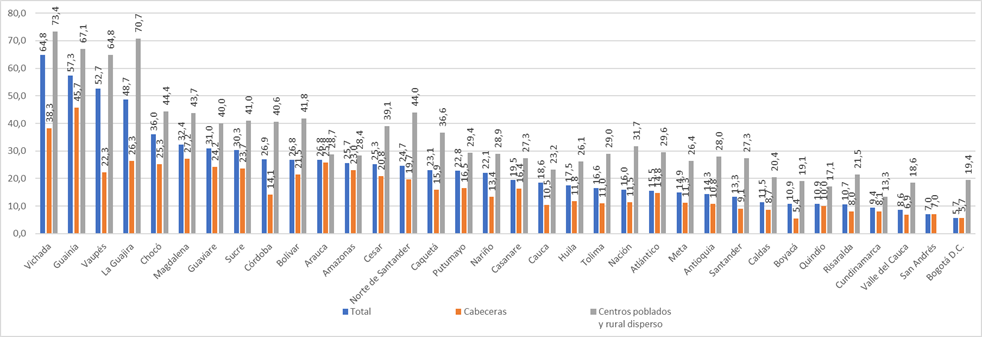 80,0
70,0
60,0
50,0
40,0
30,0
20,0
10,0
0,0
64,8 38,3 73,4
57,3 45,7 67,1
52,7 22,3 64,8
48,7 26,3 70,7
36,0 25,3 44,4
32,4 27,2 43,7
31,0 24,2 40,0
30,3 23,7 41,0
26,9 14,1 40,6
26,8 21,5 41,8
26,8 28,7
25,7 23,0 28,4
25,3 20,8 39,1
24,7 19,7 44,0
23,1 15,9 36,6
22,8 16,5 29,4
22,1 13,4 28,9
19,5 16,4 27,3
18,6 10,5 23,2
17,5 11,8 26,1
16,6 11,0 29,0
16,0 11,5 31,7
15,5 14,8 29,6
14,9 11,3 26,4
14,3 10,8 28,0
13,3 9,1 27,3
11,5 8,7 20,4
10,9 5,4 19,1
10,9 10,0 17,1
10,7 8,0 21,5
9,4 8,1 13,3
8,6 6,9 18,6
7,0 7,0
5,7 5,7 19,4
Vichada
Guainía
Vaupés
La Guajira
Chocó
Magdalena
Guaviare
Sucre
Córdoba
Bolívar
Arauca
Amazonas
Cesar
Norte de Santander
Caquetá
Putumayo
Nariño
Casanare
Cauca
Huila
Tolima
Nación
Atlántico
Meta
Antioquia
Santander
Caldas
Boyacá
Quindío
Risaralda
Cundinamarca
Valle del Cauca
San Andrés
Bogotá D.C.
Total
Cabeceras
Centros poblados
y rural disperso